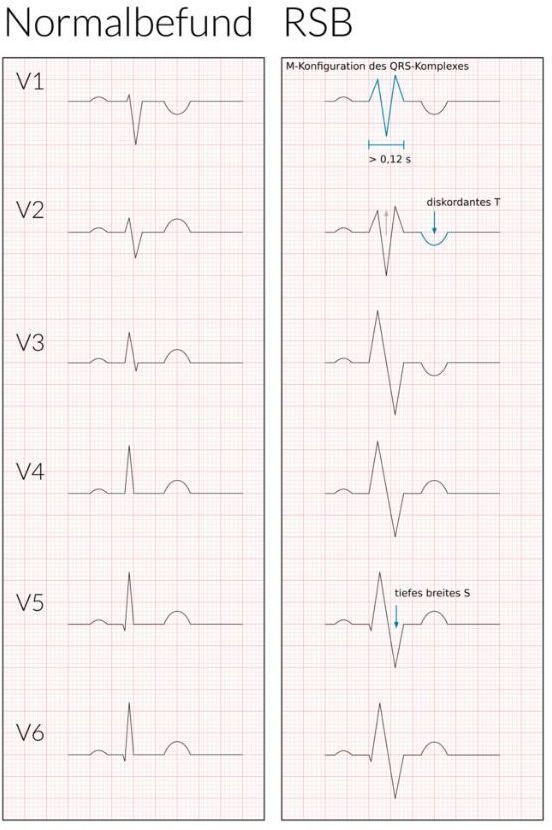 Normalbefund RSB
V1
M-Konfiguration des QRS-Komplexes
> 0,12 s
V2
diskordantes T
V3
V4
V5
tiefes breites S
V6